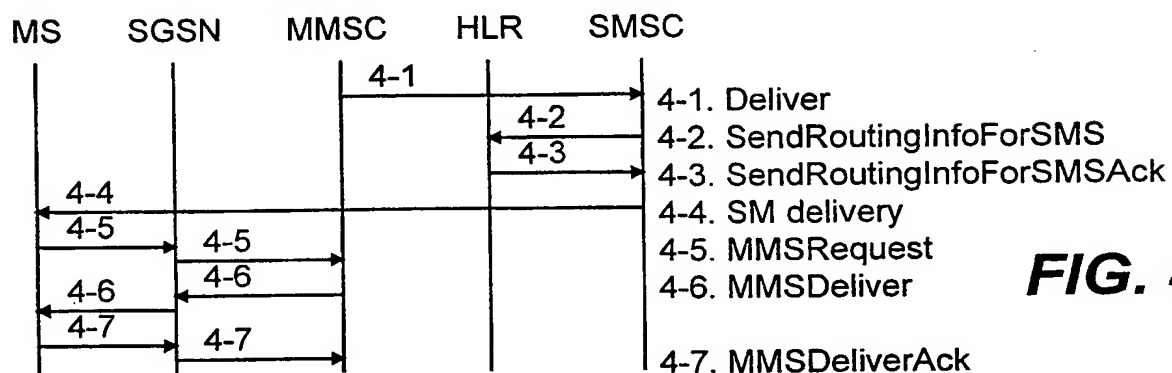 MS SGSN MMSC HLR SMSC
4-1
4-1. Deliver
4-2
4-2. SendRoutingInfoForSMS
4-3
4-3. SendRoutingInfoForSMSAck
4-4
4-4. SM delivery
4-5
4-5
4-5. MMSRequest
4-6
4-6
4-6. MMSDeliver
4-7
4-7
4-7. MMSDeliverAck
FIG.